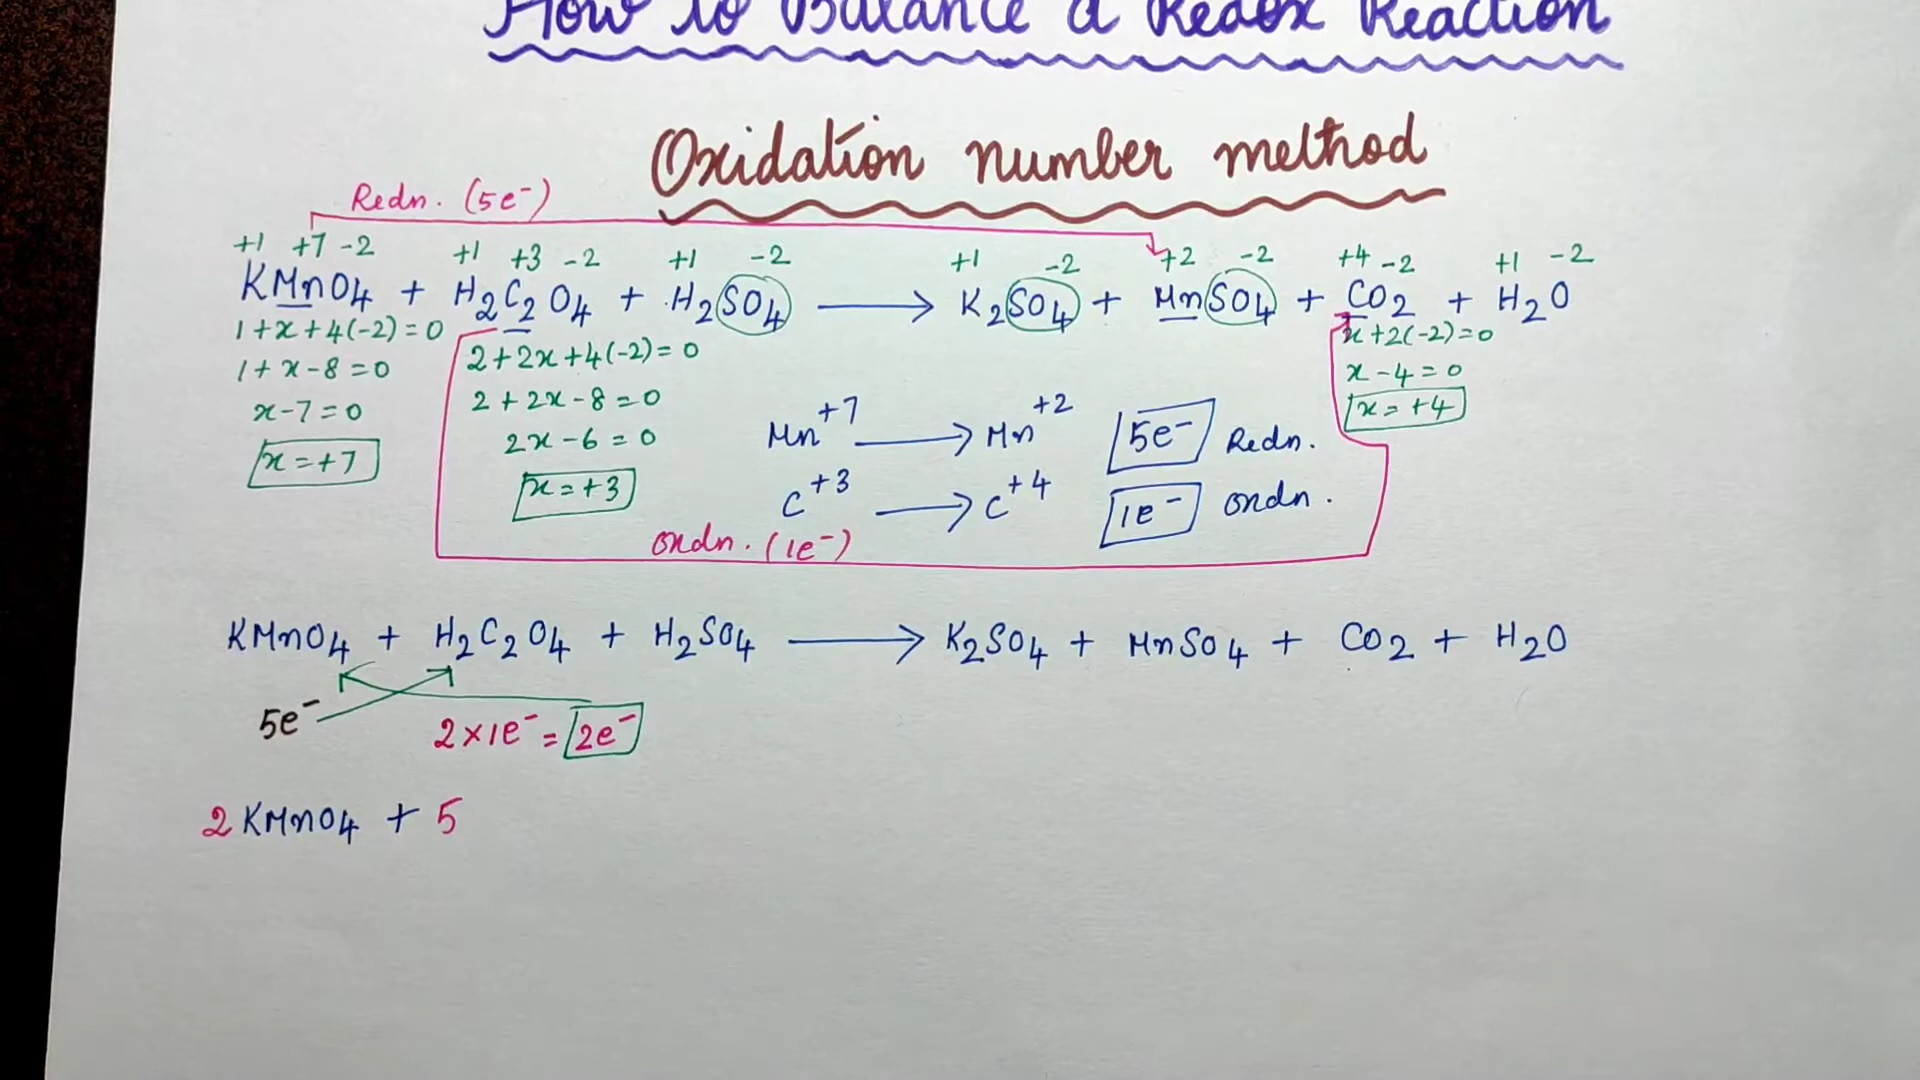 How to Balance a Redox Reaction
Oxidation number method
Redn. (5e⁻)
+1 +7 -2 +1 +3 -2 +1 -2 +1 -2 +2 -2 +4 -2 +1 -2
KMnO₄ + H₂C₂O₄ + H₂SO₄ ⟶ K₂SO₄ + MnSO₄ + CO₂ + H₂O
1+x+4(-2)=0
1+x-8=0
x-7=0
x=+7
2+2x+4(-2)=0
2+2x-8=0
2x-6=0
x=+3
x+2(-2)=0
x-4=0
x=+4
Mn⁺⁷ ⟶ Mn⁺² 5e⁻ Redn.
C⁺³ ⟶ C⁺⁴ 1e⁻ Oxdn.
Oxdn. (1e⁻)
KMnO₄ + H₂C₂O₄ + H₂SO₄ ⟶ K₂SO₄ + MnSO₄ + CO₂ + H₂O
5e⁻ 2×1e⁻ = 2e⁻
2KMnO₄ + 5